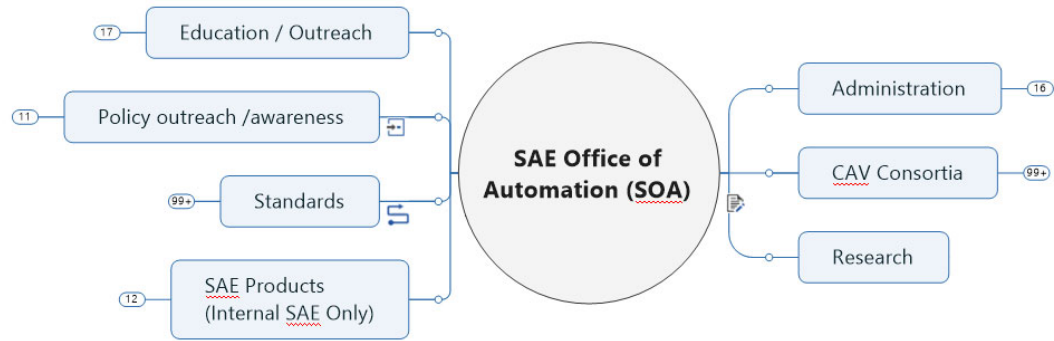 17
Education / Outreach
11
Policy outreach /awareness
99+
Standards
12
SAE Products
(Internal SAE Only)
SAE Office of
Automation (SOA)
Administration
16
CAV Consortia
99+
Research